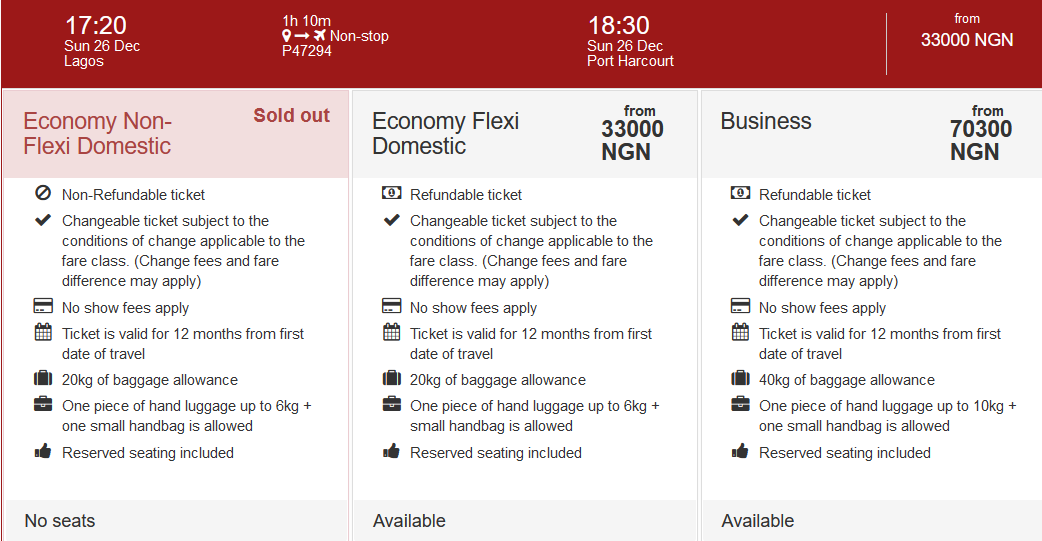 17:20
Sun 26 Dec
Lagos
1h 10m
Non-stop
P47294
18:30
Sun 26 Dec
Port Harcourt
from
33000 NGN
Economy Non-
Flexi Domestic
Sold out
Non-Refundable ticket
Changeable ticket subject to the
conditions of change applicable to the
fare class. (Change fees and fare
difference may apply)
No show fees apply
Ticket is valid for 12 months from first
date of travel
20kg of baggage allowance
One piece of hand luggage up to 6kg +
one small handbag is allowed
Reserved seating included
No seats
Economy Flexi
Domestic
from
33000
NGN
Refundable ticket
Changeable ticket subject to the
conditions of change applicable to the
fare class. (Change fees and fare
difference may apply)
No show fees apply
Ticket is valid for 12 months from first
date of travel
20kg of baggage allowance
One piece of hand luggage up to 6kg +
small handbag is allowed
Reserved seating included
Available
Business
from
70300
NGN
Refundable ticket
Changeable ticket subject to the
conditions of change applicable to the
fare class. (Change fees and fare
difference may apply)
No show fees apply
Ticket is valid for 12 months from first
date of travel
40kg of baggage allowance
One piece of hand luggage up to 10kg +
one small handbag is allowed
Reserved seating included
Available